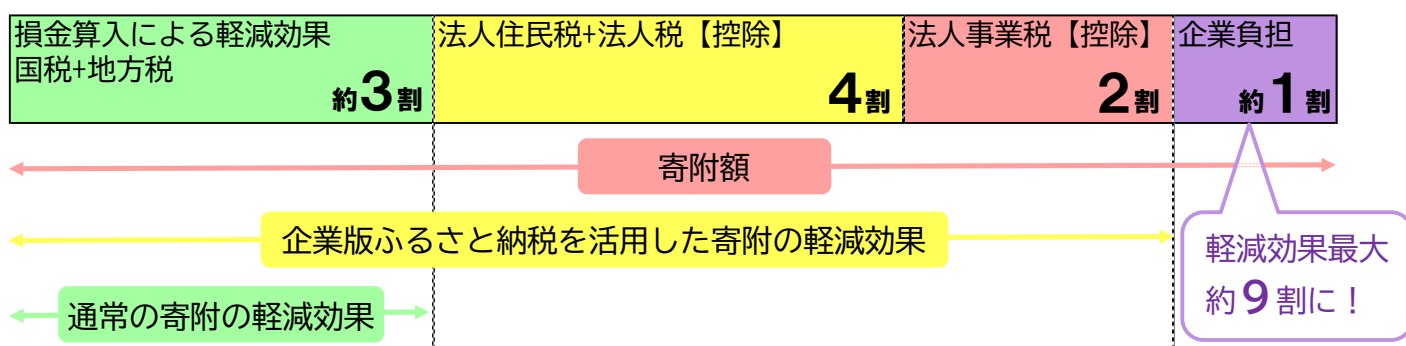 損金算入による軽減効果
国税+地方税
約3割
法人住民税+法人税【控除】
4割
法人事業税【控除】
2割
企業負担
約1割
寄附額
企業版ふるさと納税を活用した寄附の軽減効果
通常の寄附の軽減効果
軽減効果最大
約9割に！